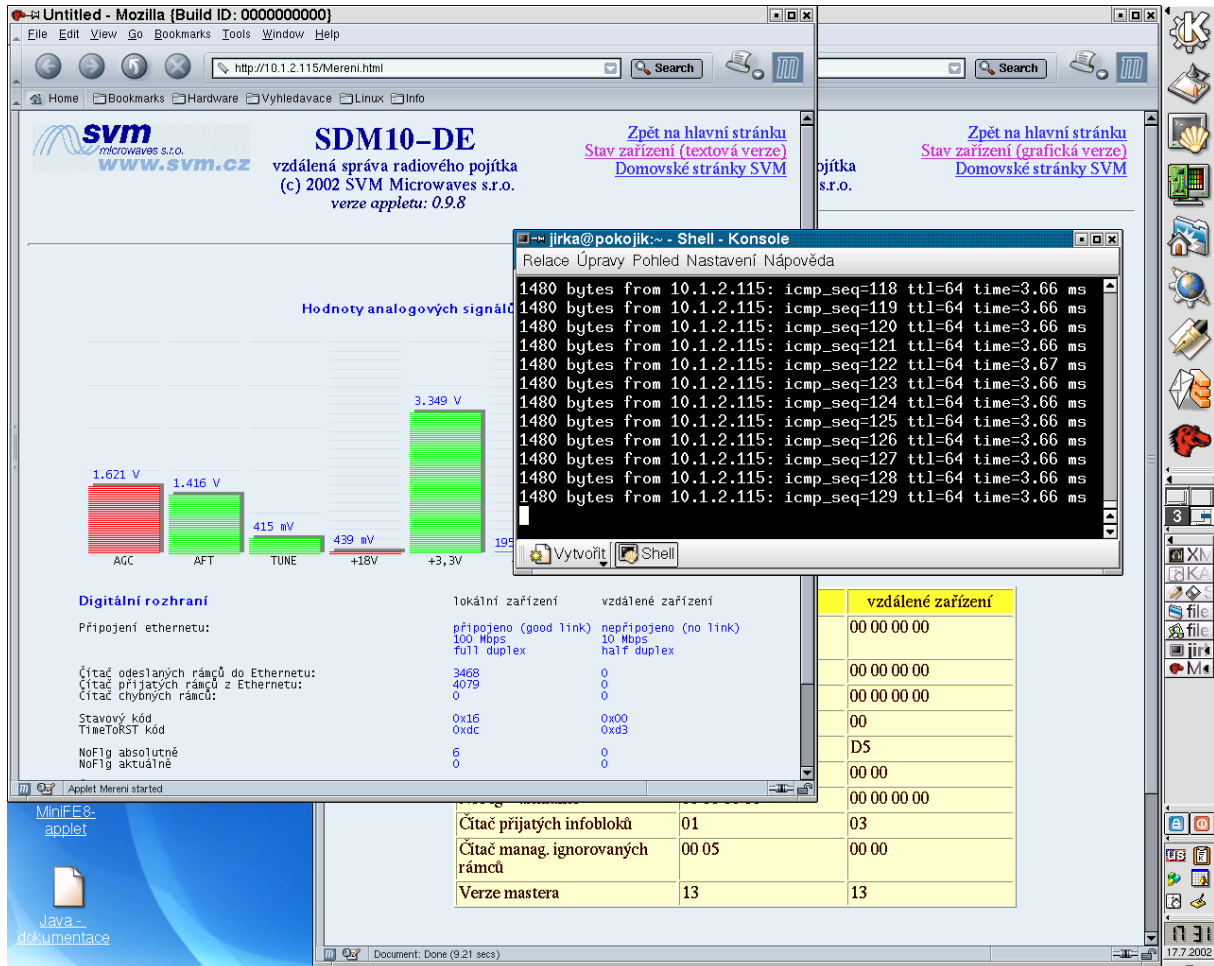 Untitled - Mozilla {Build ID: 0000000000}
File Edit View Go Bookmarks Tools Window Help
http://10.1.2.115/Mereni.html
Search
Search
Home Bookmarks Hardware Vyhledavace Linux Info
svm
microwaves s.r.o.
www.svm.cz
SDM10-DE
vzdálená správa radiového pojítka
(c) 2002 SVM Microwaves s.r.o.
verze appletu: 0.9.8
Zpět na hlavní stránku
Stav zařízení (textová verze)
Domovské stránky SVM
ojítka
s.r.o.
Zpět na hlavní stránku
Stav zařízení (grafická verze)
Domovské stránky SVM
jirka@pokojik:~ - Shell - Konsole
Relace Úpravy Pohled Nastavení Nápověda
1480 bytes from 10.1.2.115: icmp_seq=118 ttl=64 time=3.66 ms
1480 bytes from 10.1.2.115: icmp_seq=119 ttl=64 time=3.66 ms
1480 bytes from 10.1.2.115: icmp_seq=120 ttl=64 time=3.66 ms
1480 bytes from 10.1.2.115: icmp_seq=121 ttl=64 time=3.66 ms
1480 bytes from 10.1.2.115: icmp_seq=122 ttl=64 time=3.67 ms
1480 bytes from 10.1.2.115: icmp_seq=123 ttl=64 time=3.66 ms
1480 bytes from 10.1.2.115: icmp_seq=124 ttl=64 time=3.66 ms
1480 bytes from 10.1.2.115: icmp_seq=125 ttl=64 time=3.66 ms
1480 bytes from 10.1.2.115: icmp_seq=126 ttl=64 time=3.66 ms
1480 bytes from 10.1.2.115: icmp_seq=127 ttl=64 time=3.66 ms
1480 bytes from 10.1.2.115: icmp_seq=128 ttl=64 time=3.66 ms
1480 bytes from 10.1.2.115: icmp_seq=129 ttl=64 time=3.66 ms
Vytvořit Shell
Hodnoty analogových signálů
1.621 V
1.416 V
415 mV
439 mV
3.349 V
195
AGC AFT TUNE +18V +3,3V
Digitální rozhraní lokální zařízení vzdálené zařízení
Připojení ethernetu: připojeno (good link) nepřipojeno (no link)
100 Mbps 10 Mbps
full duplex half duplex
Čítač odeslaných rámců do Ethernetu: 3468 0
Čítač přijatých rámců z Ethernetu: 4079 0
Čítač chybných rámců: 0 0
Stavový kód 0x16 0x00
TimeToRST kód 0xdc 0xd3
NoFlg absolutně 6 0
NoFlg aktuálně 0 0
Applet Mereni started
vzdálené zařízení
00 00 00 00
00 00 00 00
00 00 00 00
00
D5
00 00
00 00 00 00
Čítač přijatých infobloků 01 03
Čítač manag. ignorovaných rámců 00 05 00 00
Verze mastera 13 13
Document: Done (9.21 secs)
MiniFE8-
applet
Java -
dokumentace
3
XM
KA
S
file
file
jirk
M
US
17 31
17.7.2002